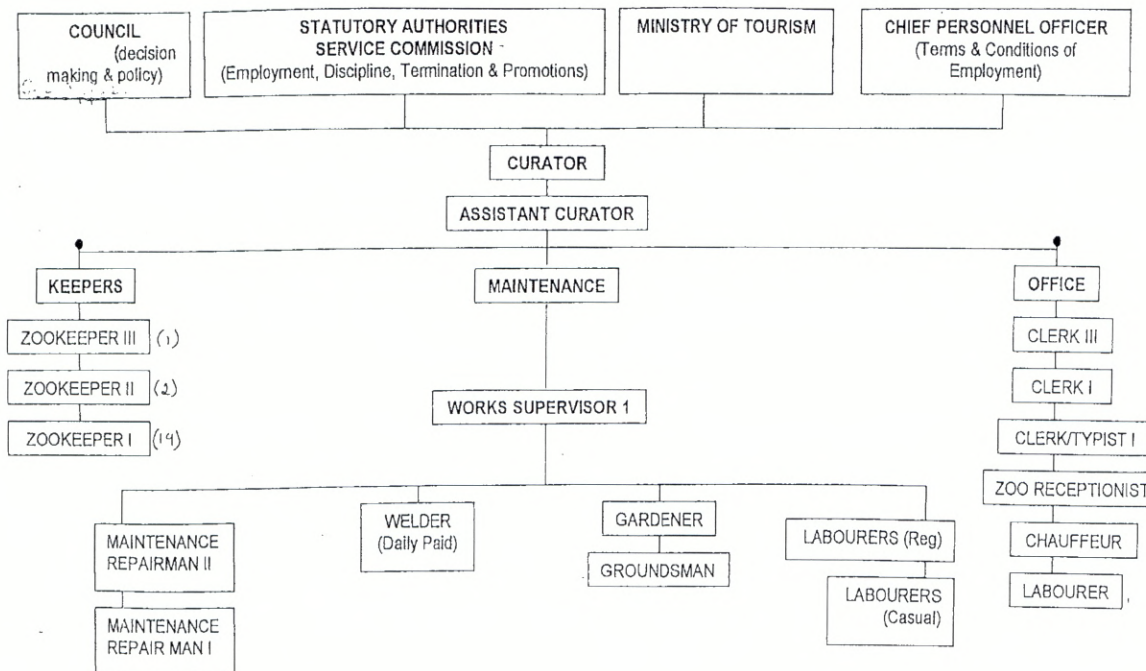 COUNCIL
(decision
making & policy)
STATUTORY AUTHORITIES
SERVICE COMMISSION
(Employment, Discipline, Termination & Promotions)
MINISTRY OF TOURISM
CHIEF PERSONNEL OFFICER
(Terms & Conditions of
Employment)
CURATOR
ASSISTANT CURATOR
KEEPERS
ZOOKEEPER III (1)
ZOOKEEPER II (2)
ZOOKEEPER I (14)
MAINTENANCE
WORKS SUPERVISOR 1
MAINTENANCE
REPAIRMAN II
MAINTENANCE
REPAIR MAN I
WELDER
(Daily Paid)
GARDENER
GROUNDSMAN
LABOURERS (Reg)
LABOURERS
(Casual)
OFFICE
CLERK III
CLERK I
CLERK/TYPIST I
ZOO RECEPTIONIST
CHAUFFEUR
LABOURER